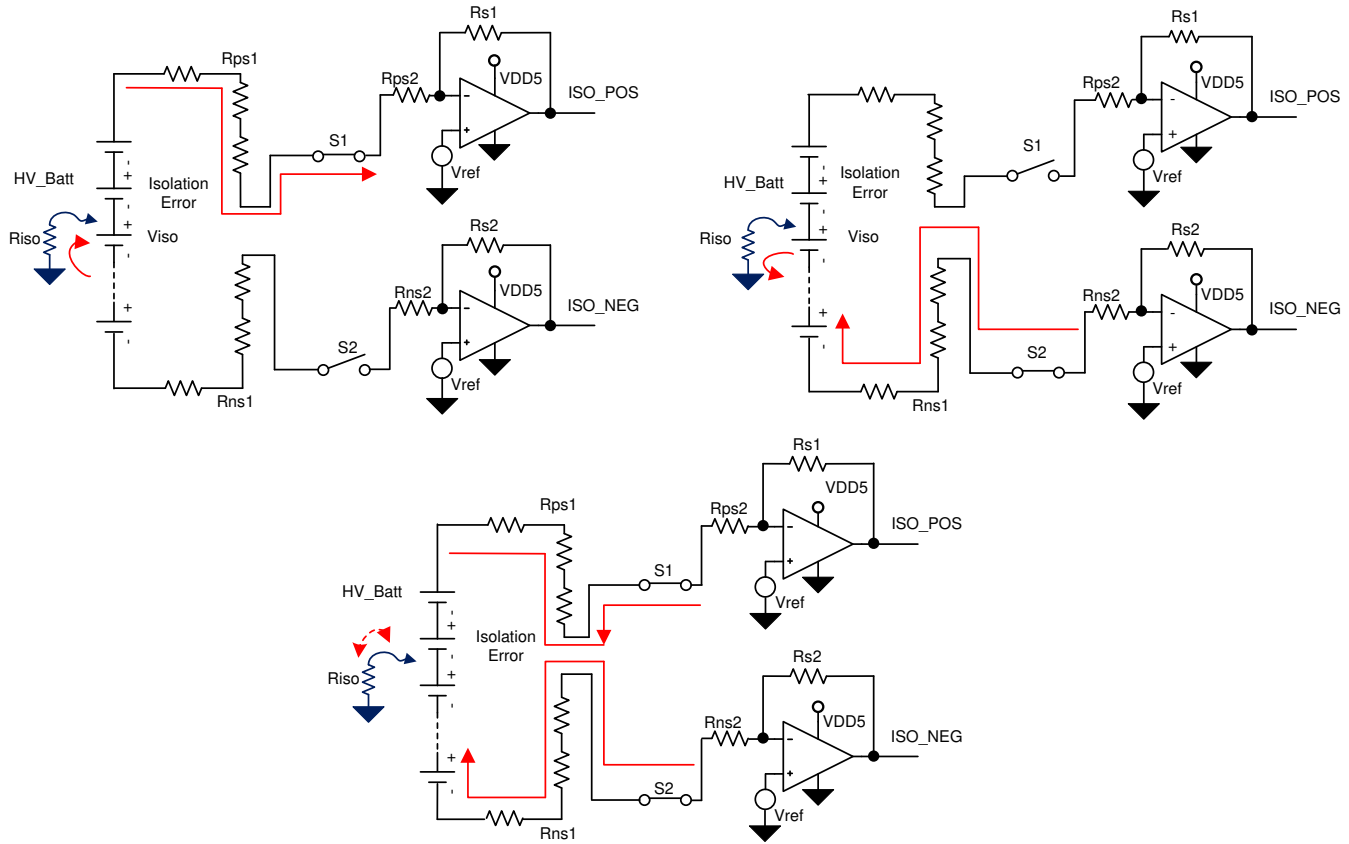 Rs1
Rps1
Rps2
VDD5
ISO_POS
-
+
S1
Vref
HV_Batt
Isolation
Error
Riso
Viso
+
-
Rs2
Rns2
VDD5
ISO_NEG
-
+
S2
Vref
Rns1
Rs1
Rps2
VDD5
ISO_POS
-
+
S1
Vref
HV_Batt
Isolation
Error
Riso
Viso
+
-
Rs2
Rns2
VDD5
ISO_NEG
-
+
S2
Vref
Rns1
Rs1
Rps1
Rps2
VDD5
ISO_POS
-
+
S1
Vref
HV_Batt
Isolation
Error
Riso
+
-
Rs2
Rns2
VDD5
ISO_NEG
-
+
S2
Vref
Rns1